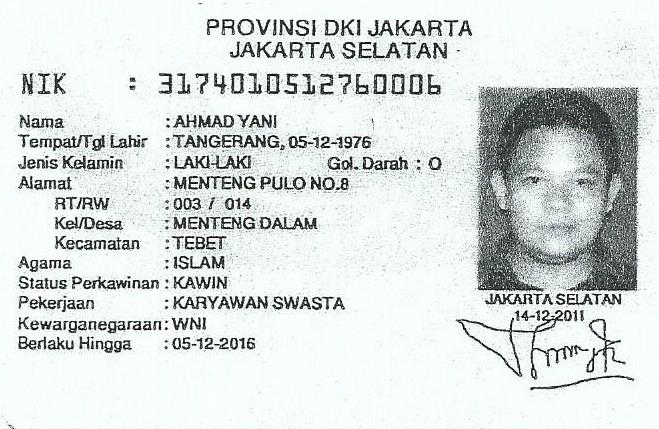 PROVINSI DKI JAKARTA
JAKARTA SELATAN
NIK : 3174010512760006
Nama : AHMAD YANI
Tempat/Tgl Lahir : TANGERANG, 05-12-1976
Jenis Kelamin : LAKI-LAKI Gol. Darah : O
Alamat : MENTENG PULO NO.8
RT/RW : 003 / 014
Kel/Desa : MENTENG DALAM
Kecamatan : TEBET
Agama : ISLAM
Status Perkawinan : KAWIN
Pekerjaan : KARYAWAN SWASTA
Kewarganegaraan : WNI
Berlaku Hingga : 05-12-2016
JAKARTA SELATAN
14-12-2011